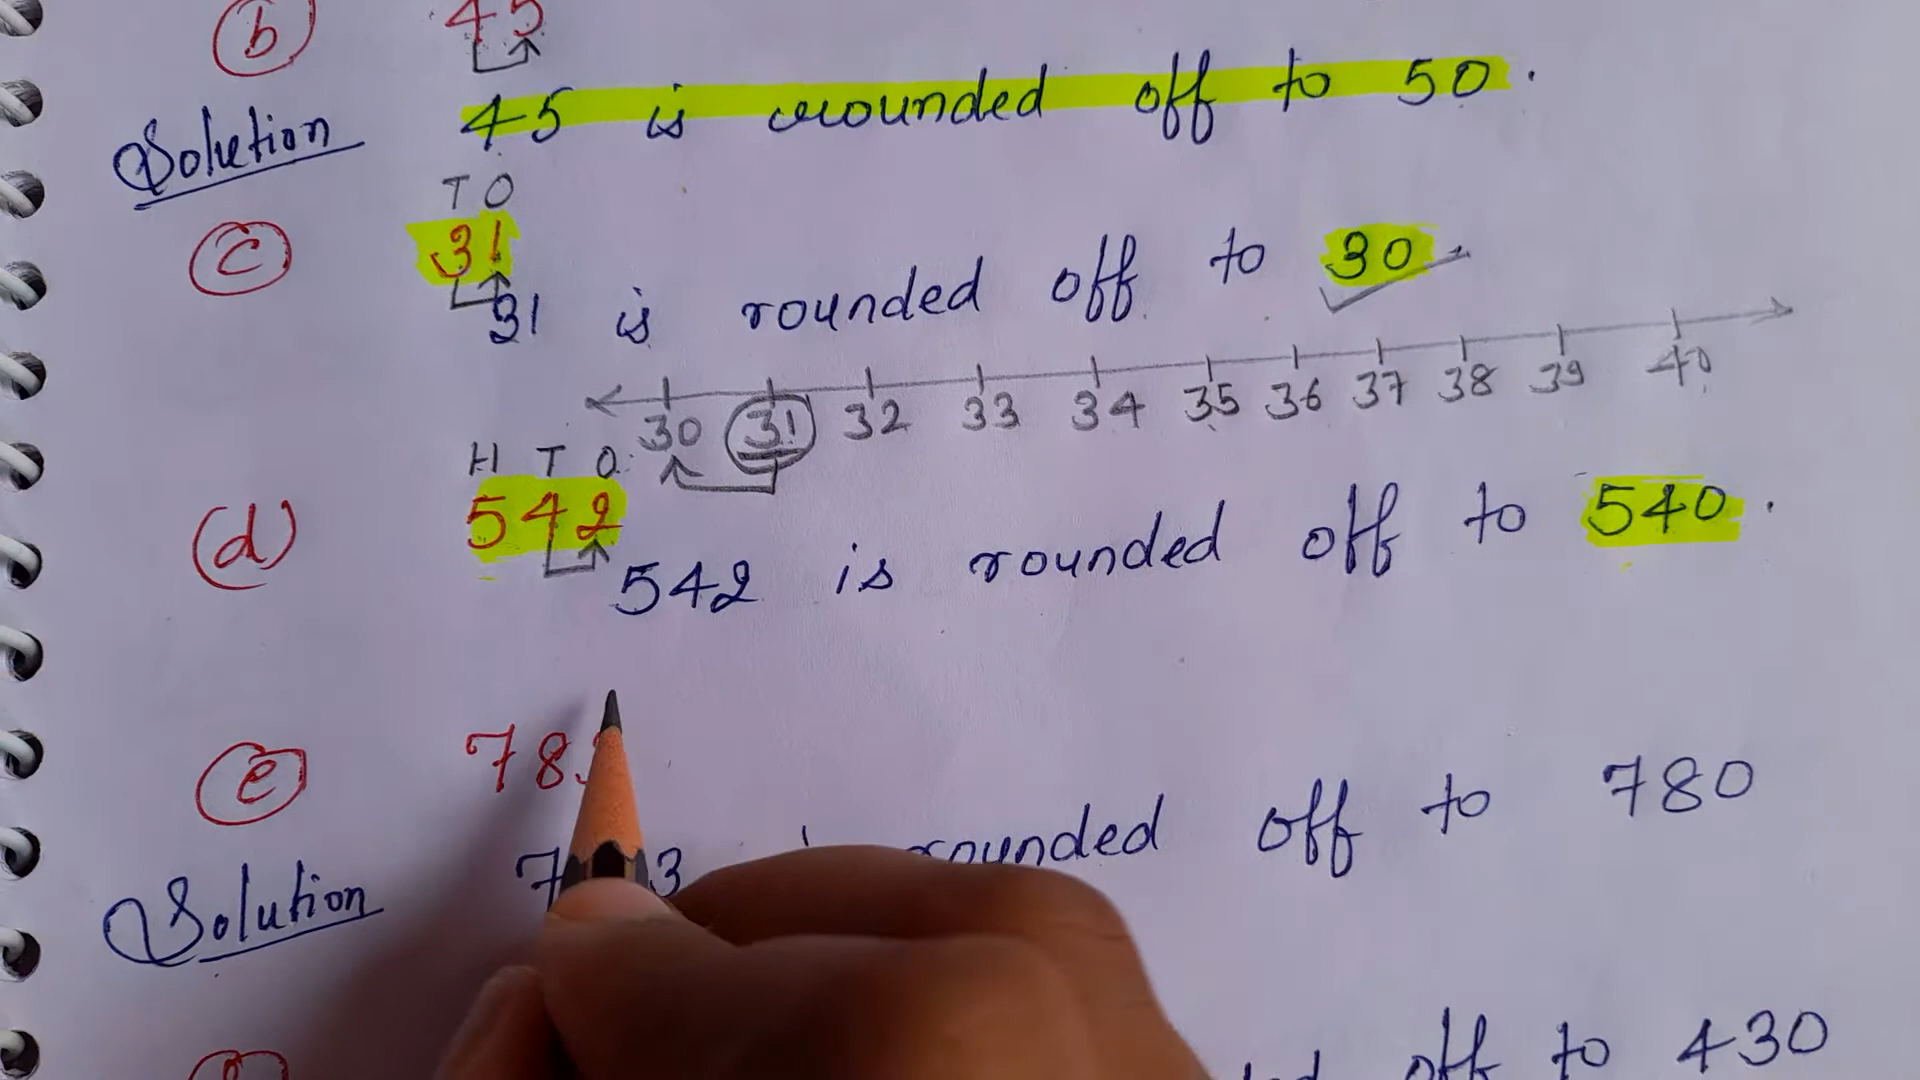 (b) 45
Solution 45 is rounded off to 50.
T O
(c) 31
31 is rounded off to 30.
30 31 32 33 34 35 36 37 38 39 40
H T O
(d) 542
542 is rounded off to 540.
(e) 78
Solution 7 3 rounded off to 780
off to 430